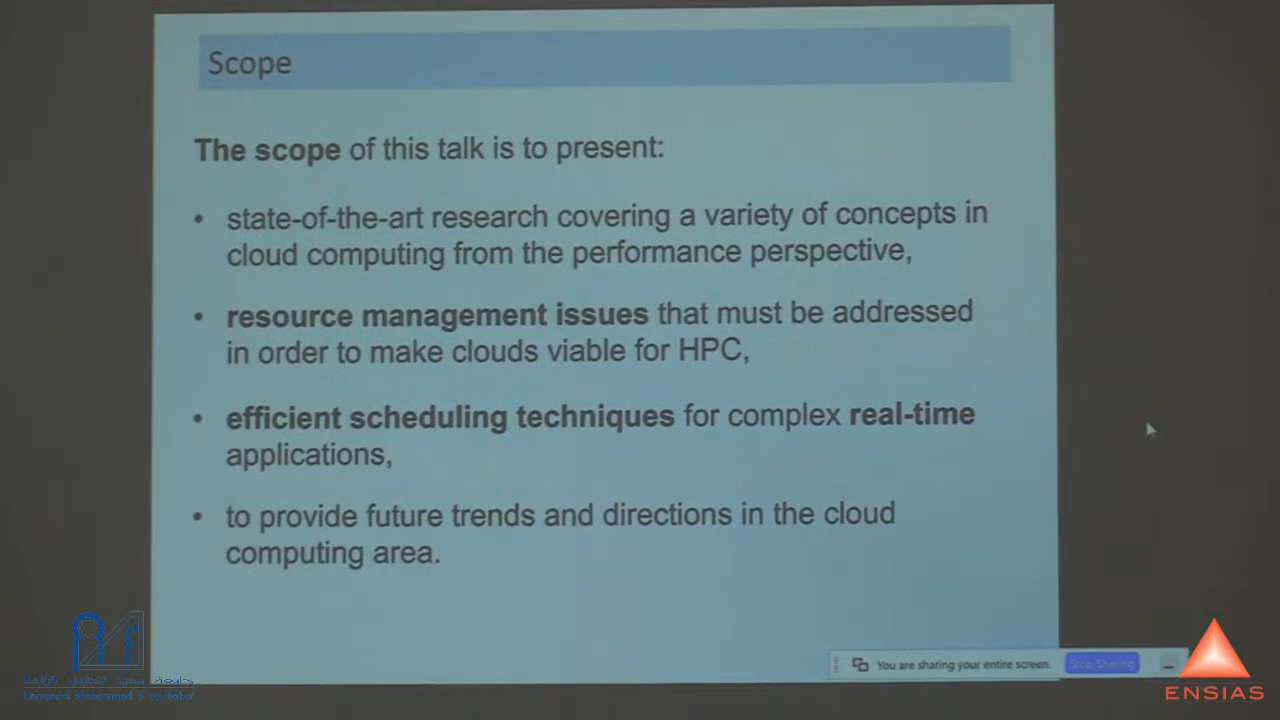 Scope
The scope of this talk is to present:
• state-of-the-art research covering a variety of concepts in
cloud computing from the performance perspective,
• resource management issues that must be addressed
in order to make clouds viable for HPC,
• efficient scheduling techniques for complex real-time
applications,
• to provide future trends and directions in the cloud
computing area.
You are sharing your entire screen.
Stop Sharing
ENSIAS